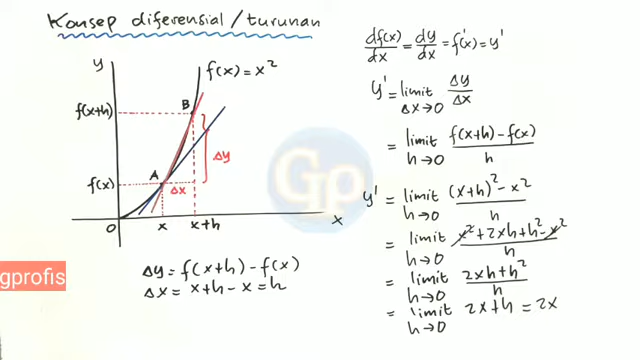 Konsep diferensial / turunan
y
f(x) = x²
f(x+h)
B
Δy
f(x)
A
Δx
0
x
x+h
x
Δy = f(x+h) - f(x)
Δx = x+h - x = h
gprofis
Gp
df(x)/dx = dy/dx = f'(x) = y'
y' = limit Δx→0 Δy/Δx
= limit h→0 f(x+h) - f(x) / h
y' = limit h→0 (x+h)² - x² / h
= limit h→0 x² + 2xh + h² - x² / h
= limit h→0 2xh + h² / h
= limit h→0 2x + h = 2x